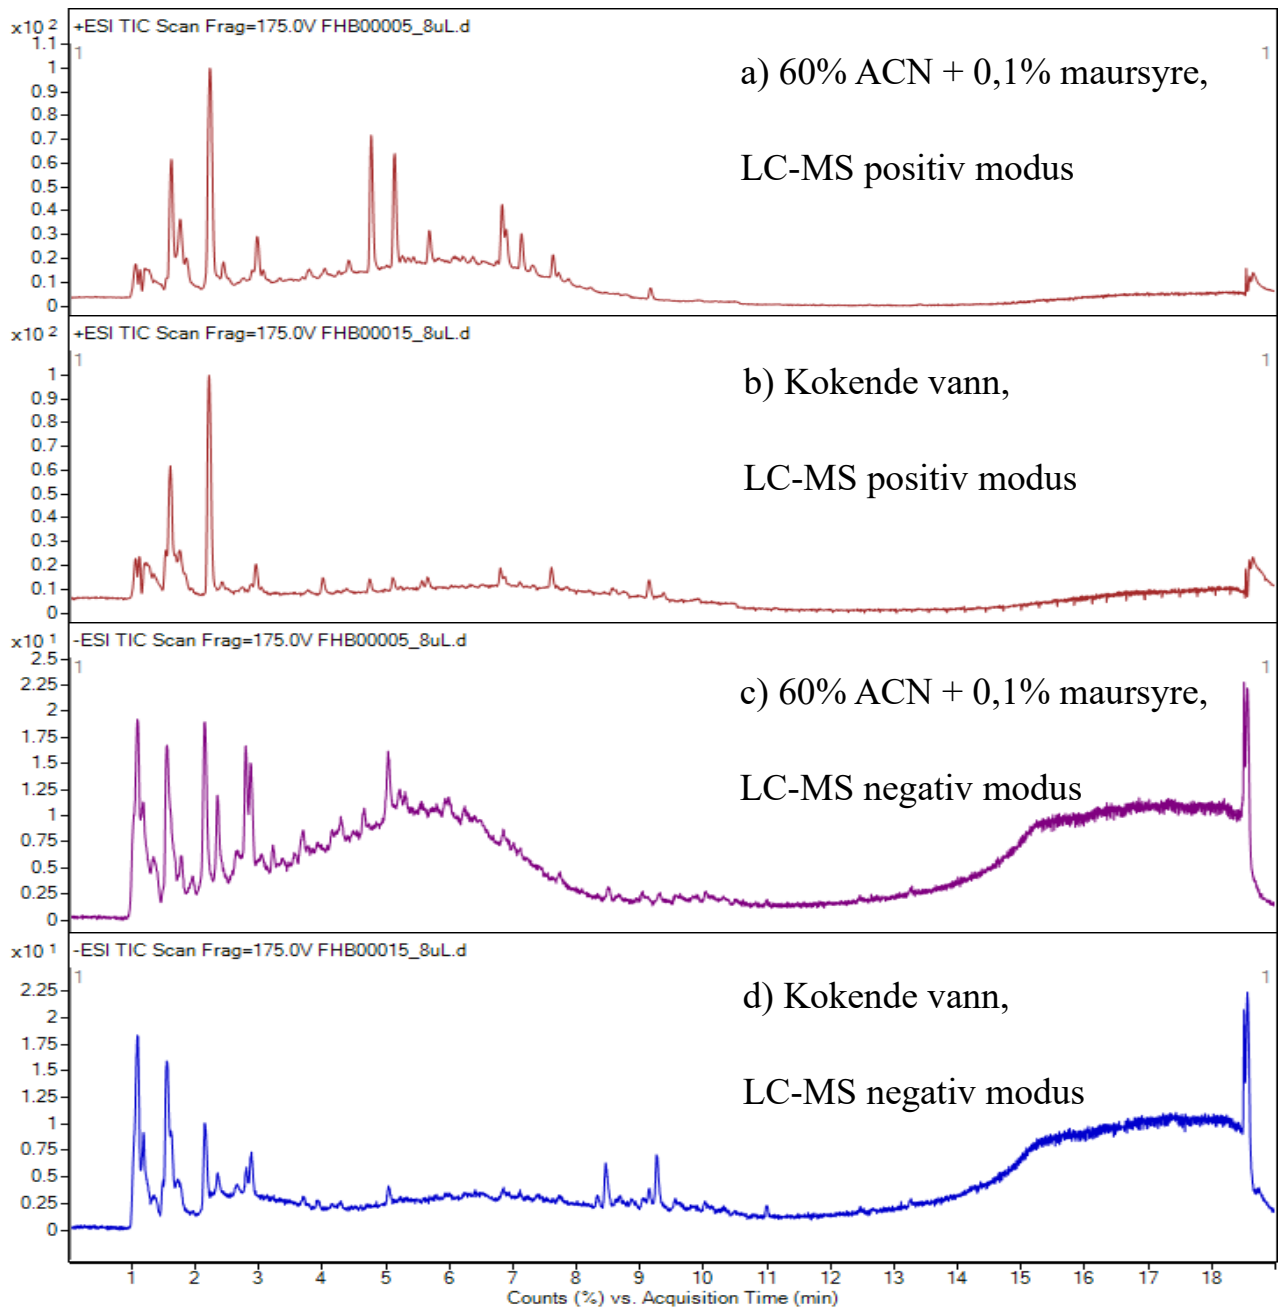 x10 2
+ESI TIC Scan Frag=175.0V FHB00005_8uL.d
1.1
1
1
1
0.9
0.8
0.7
0.6
0.5
0.4
0.3
0.2
0.1
0
a) 60% ACN + 0,1% maursyre,
LC-MS positiv modus
x10 2
+ESI TIC Scan Frag=175.0V FHB00015_8uL.d
1
1
1
0.9
0.8
0.7
0.6
0.5
0.4
0.3
0.2
0.1
0
b) Kokende vann,
LC-MS positiv modus
x10 1
-ESI TIC Scan Frag=175.0V FHB00005_8uL.d
2.5
1
1
2.25
2
1.75
1.5
1.25
1
0.75
0.5
0.25
0
c) 60% ACN + 0,1% maursyre,
LC-MS negativ modus
x10 1
-ESI TIC Scan Frag=175.0V FHB00015_8uL.d
1
1
2.25
2
1.75
1.5
1.25
1
0.75
0.5
0.25
0
d) Kokende vann,
LC-MS negativ modus
1 2 3 4 5 6 7 8 9 10 11 12 13 14 15 16 17 18
Counts (%) vs. Acquisition Time (min)